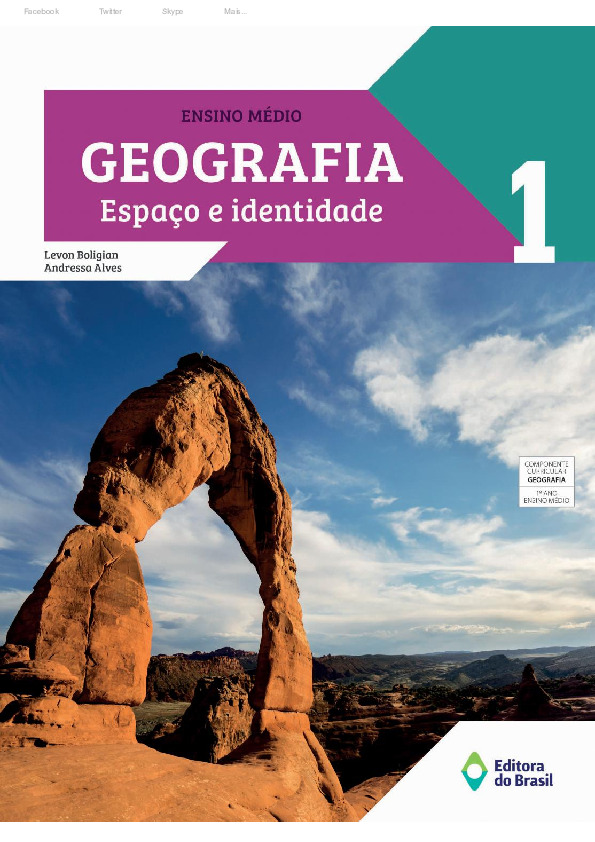 Facebook Twitter Skype Mais...
ENSINO MÉDIO
GEOGRAFIA
Espaço e identidade
1
Levon Boligian
Andressa Alves
COMPONENTE
CURRICULAR
GEOGRAFIA
1º ANO
ENSINO MÉDIO
Editora
do Brasil